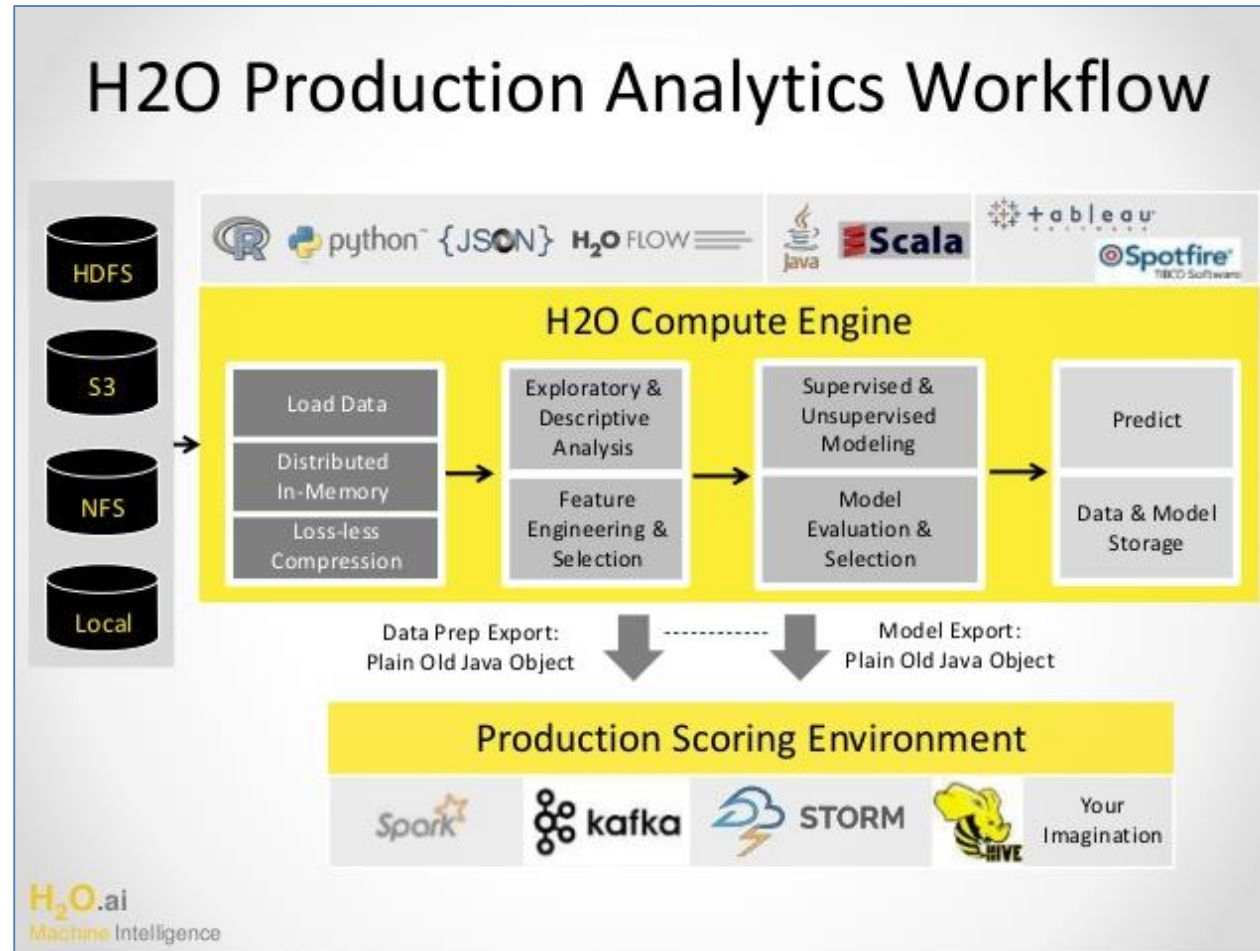 H2O Production Analytics Workflow
HDFS
S3
NFS
Local
R python™ {JSON} H2O FLOW
Java
Scala
+ableau
SOFTWARE
Spotfire®
TIBCO Software
H2O Compute Engine
Load Data
Distributed
In-Memory
Loss-less
Compression
Exploratory &
Descriptive
Analysis
Feature
Engineering &
Selection
Supervised &
Unsupervised
Modeling
Model
Evaluation &
Selection
Predict
Data & Model
Storage
Data Prep Export:
Plain Old Java Object
Model Export:
Plain Old Java Object
Production Scoring Environment
Spark
kafka
STORM
HIVE
Your
Imagination
H2O.ai
Machine Intelligence